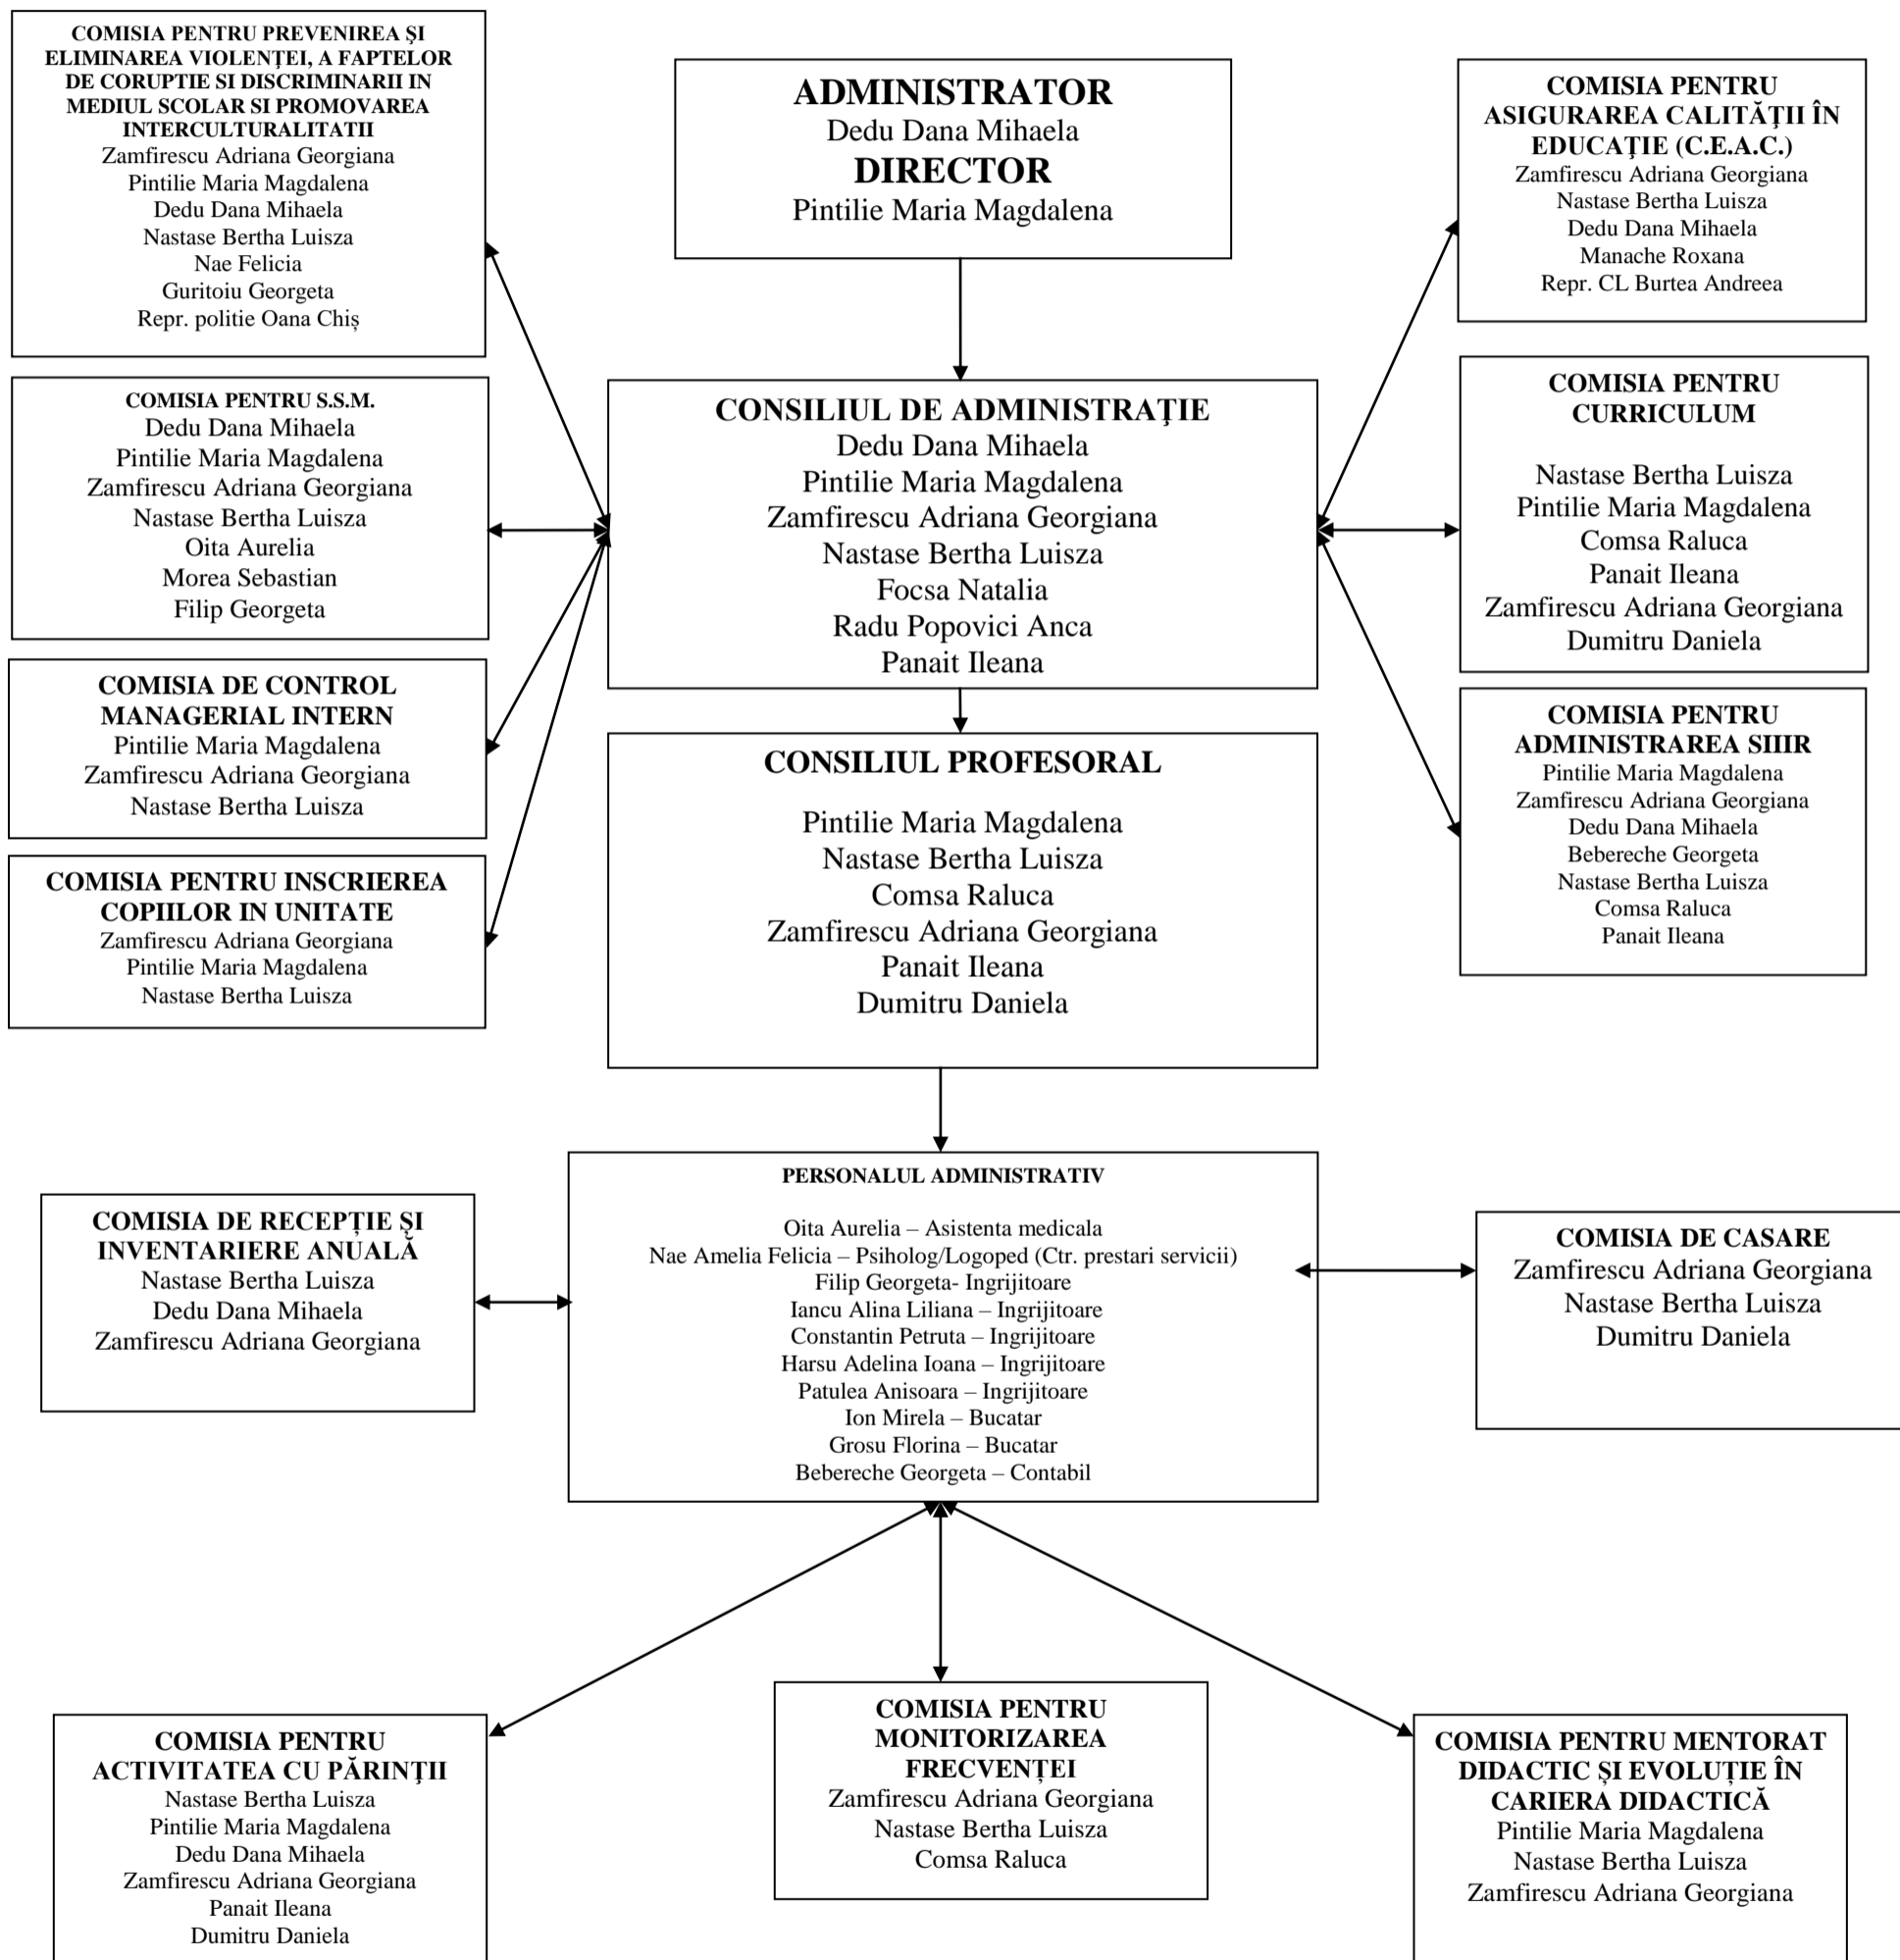 COMISIA PENTRU PREVENIREA ŞI
ELIMINAREA VIOLENŢEI, A FAPTELOR
DE CORUPTIE SI DISCRIMINARII IN
MEDIUL SCOLAR SI PROMOVAREA
INTERCULTURALITATII
Zamfirescu Adriana Georgiana
Pintilie Maria Magdalena
Dedu Dana Mihaela
Nastase Bertha Luisza
Nae Felicia
Guritoiu Georgeta
Repr. politie Oana Chiș
ADMINISTRATOR
Dedu Dana Mihaela
DIRECTOR
Pintilie Maria Magdalena
COMISIA PENTRU
ASIGURAREA CALITĂŢII ÎN
EDUCAŢIE (C.E.A.C.)
Zamfirescu Adriana Georgiana
Nastase Bertha Luisza
Dedu Dana Mihaela
Manache Roxana
Repr. CL Burtea Andreea
COMISIA PENTRU S.S.M.
Dedu Dana Mihaela
Pintilie Maria Magdalena
Zamfirescu Adriana Georgiana
Nastase Bertha Luisza
Oita Aurelia
Morea Sebastian
Filip Georgeta
CONSILIUL DE ADMINISTRAŢIE
Dedu Dana Mihaela
Pintilie Maria Magdalena
Zamfirescu Adriana Georgiana
Nastase Bertha Luisza
Focsa Natalia
Radu Popovici Anca
Panait Ileana
COMISIA PENTRU
CURRICULUM
Nastase Bertha Luisza
Pintilie Maria Magdalena
Comsa Raluca
Panait Ileana
Zamfirescu Adriana Georgiana
Dumitru Daniela
COMISIA DE CONTROL
MANAGERIAL INTERN
Pintilie Maria Magdalena
Zamfirescu Adriana Georgiana
Nastase Bertha Luisza
CONSILIUL PROFESORAL
Pintilie Maria Magdalena
Nastase Bertha Luisza
Comsa Raluca
Zamfirescu Adriana Georgiana
Panait Ileana
Dumitru Daniela
COMISIA PENTRU
ADMINISTRAREA SIIIR
Pintilie Maria Magdalena
Zamfirescu Adriana Georgiana
Dedu Dana Mihaela
Bebereche Georgeta
Nastase Bertha Luisza
Comsa Raluca
Panait Ileana
COMISIA PENTRU INSCRIEREA
COPIILOR IN UNITATE
Zamfirescu Adriana Georgiana
Pintilie Maria Magdalena
Nastase Bertha Luisza
COMISIA DE RECEPȚIE ŞI
INVENTARIERE ANUALĂ
Nastase Bertha Luisza
Dedu Dana Mihaela
Zamfirescu Adriana Georgiana
PERSONALUL ADMINISTRATIV
Oita Aurelia – Asistenta medicala
Nae Amelia Felicia – Psiholog/Logoped (Ctr. prestari servicii)
Filip Georgeta- Ingrijitoare
Iancu Alina Liliana – Ingrijitoare
Constantin Petruta – Ingrijitoare
Harsu Adelina Ioana – Ingrijitoare
Patulea Anisoara – Ingrijitoare
Ion Mirela – Bucatar
Grosu Florina – Bucatar
Bebereche Georgeta – Contabil
COMISIA DE CASARE
Zamfirescu Adriana Georgiana
Nastase Bertha Luisza
Dumitru Daniela
COMISIA PENTRU
ACTIVITATEA CU PĂRINŢII
Nastase Bertha Luisza
Pintilie Maria Magdalena
Dedu Dana Mihaela
Zamfirescu Adriana Georgiana
Panait Ileana
Dumitru Daniela
COMISIA PENTRU
MONITORIZAREA
FRECVENȚEI
Zamfirescu Adriana Georgiana
Nastase Bertha Luisza
Comsa Raluca
COMISIA PENTRU MENTORAT
DIDACTIC ȘI EVOLUȚIE ÎN
CARIERA DIDACTICĂ
Pintilie Maria Magdalena
Nastase Bertha Luisza
Zamfirescu Adriana Georgiana